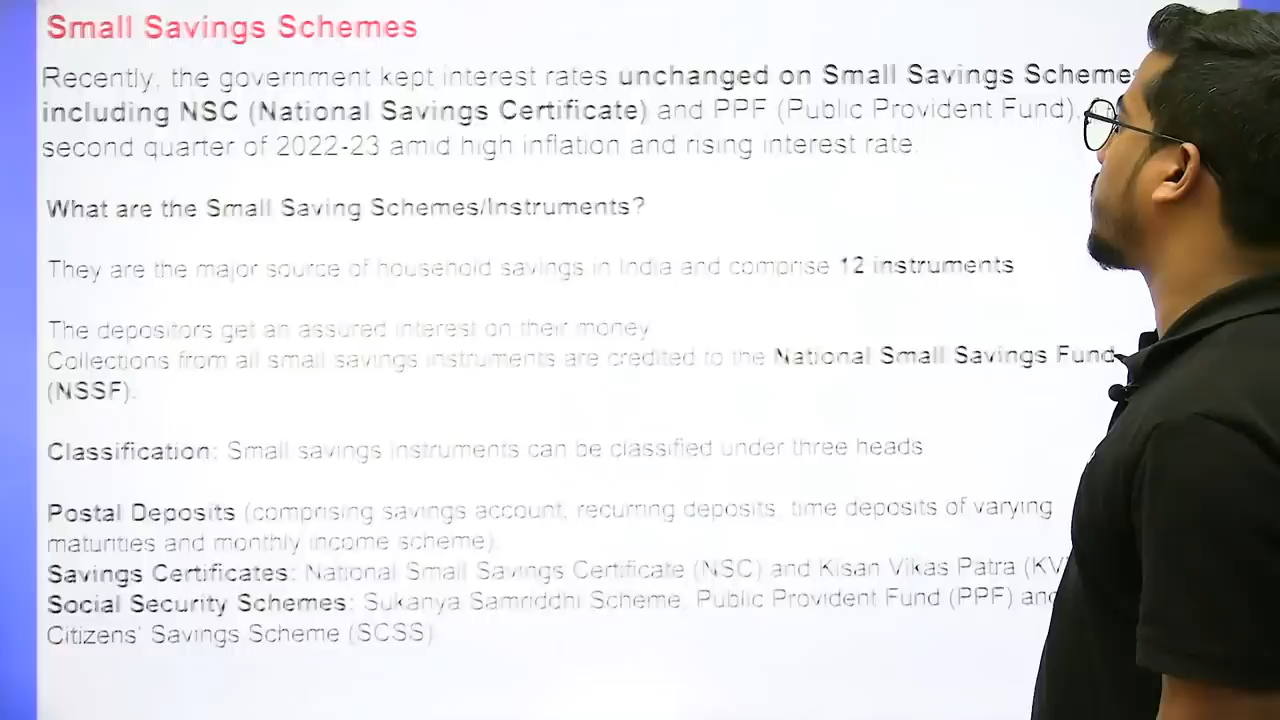 Small Savings Schemes
Recently, the government kept interest rates unchanged on Small Savings Schemes
including NSC (National Savings Certificate) and PPF (Public Provident Fund),
second quarter of 2022-23 amid high inflation and rising interest rate.
What are the Small Saving Schemes/Instruments?
They are the major source of household savings in India and comprise 12 instruments
The depositors get an assured interest on their money
Collections from all small savings instruments are credited to the National Small Savings Fund
(NSSF).
Classification: Small savings instruments can be classified under three heads
Postal Deposits (comprising savings account, recurring deposits, time deposits of varying
maturities and monthly income scheme).
Savings Certificates: National Small Savings Certificate (NSC) and Kisan Vikas Patra (KV
Social Security Schemes: Sukanya Samriddhi Scheme, Public Provident Fund (PPF) and
Citizens' Savings Scheme (SCSS)